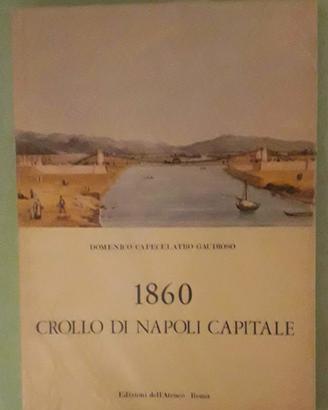 DOMENICO CAPECELATRO GAUDIOSO
1860
CROLLO DI NAPOLI CAPITALE
Edizioni dell'Ateneo Roma